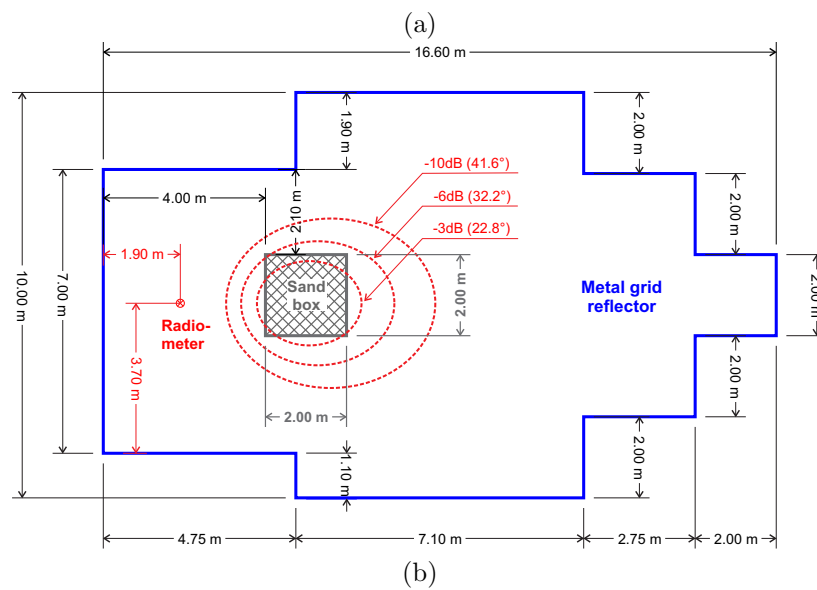 (a)
16.60 m
1.90 m
2.00 m
-10dB (41.6°)
-6dB (32.2°)
-3dB (22.8°)
4.00 m
2.10 m
2.00 m
1.90 m
7.00 m
10.00 m
Sand
box
2.00 m
Metal grid
reflector
2.00 m
Radio-
meter
3.70 m
2.00 m
2.00 m
1.10 m
2.00 m
4.75 m
7.10 m
2.75 m
2.00 m
(b)